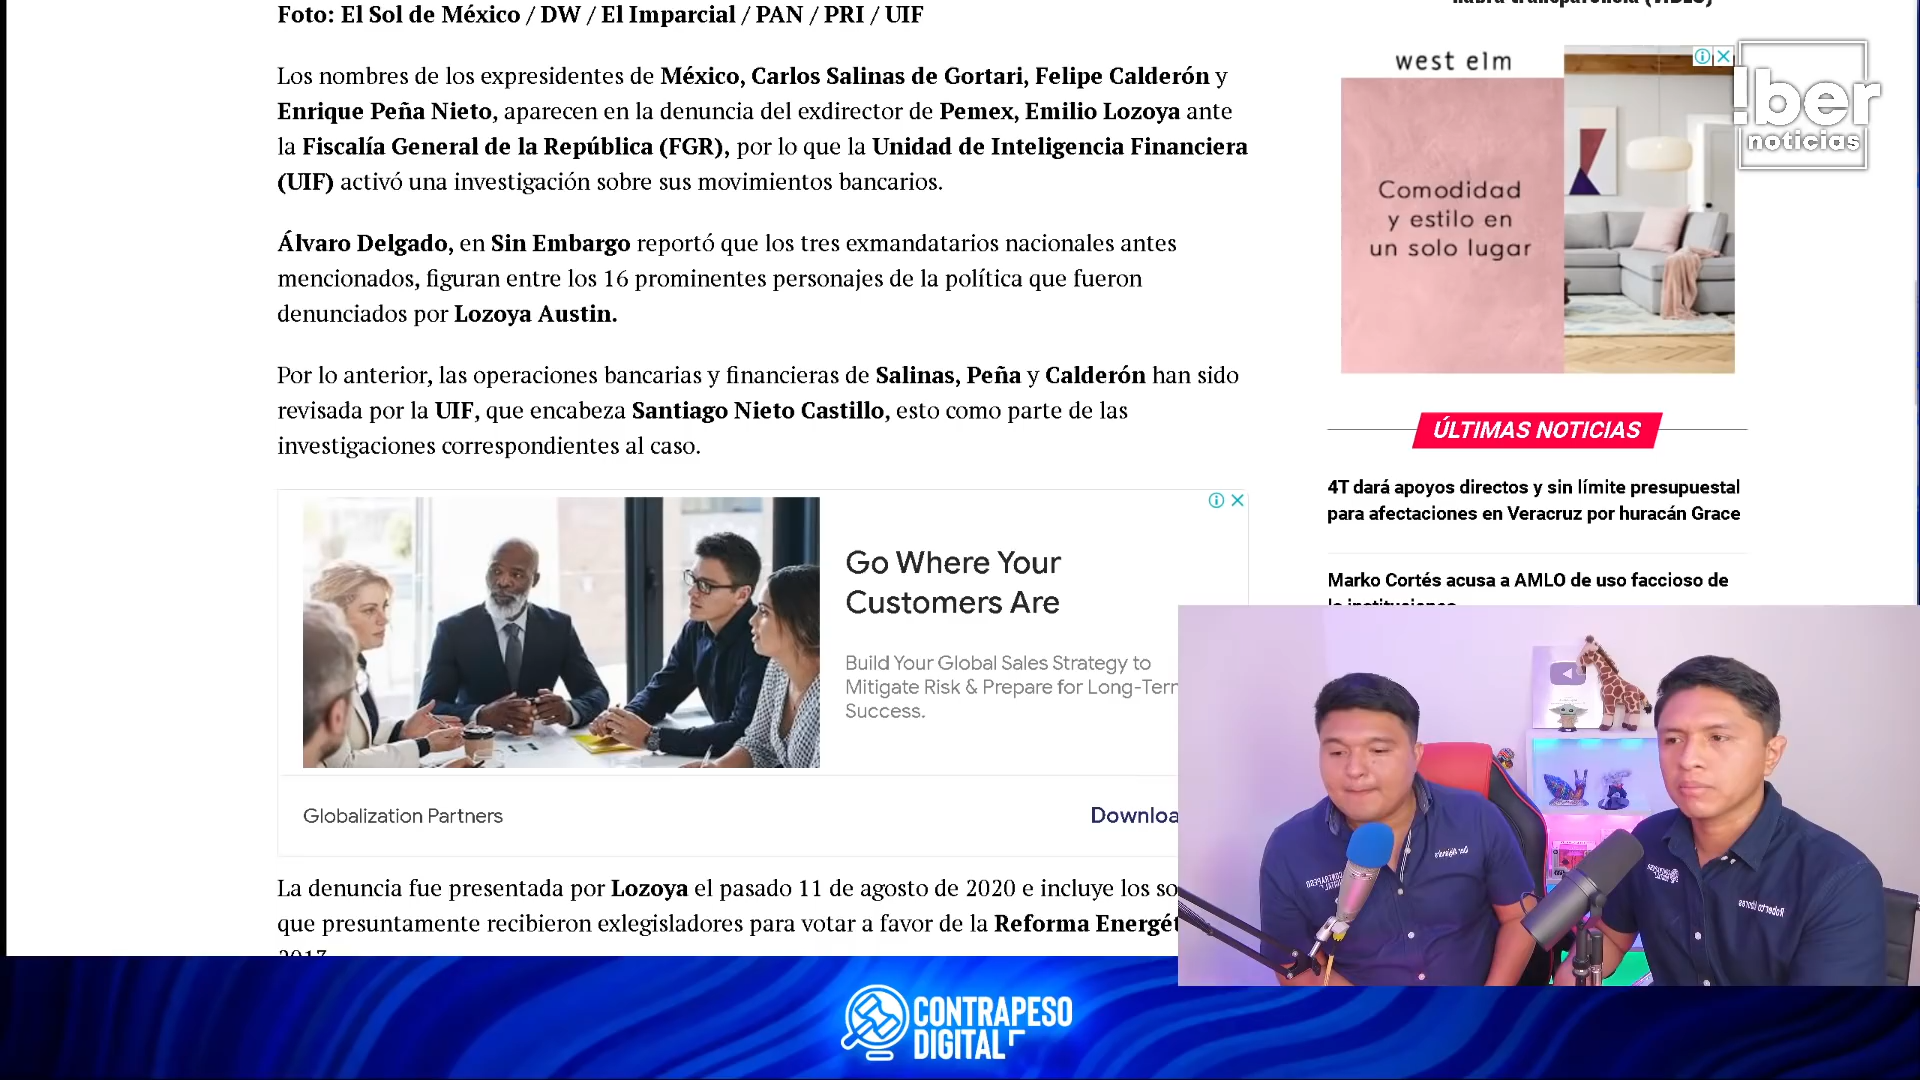 Foto: El Sol de México / DW / El Imparcial / PAN / PRI / UIF
Los nombres de los expresidentes de México, Carlos Salinas de Gortari, Felipe Calderón y
Enrique Peña Nieto, aparecen en la denuncia del exdirector de Pemex, Emilio Lozoya ante
la Fiscalía General de la República (FGR), por lo que la Unidad de Inteligencia Financiera
(UIF) activó una investigación sobre sus movimientos bancarios.
Álvaro Delgado, en Sin Embargo reportó que los tres exmandatarios nacionales antes
mencionados, figuran entre los 16 prominentes personajes de la política que fueron
denunciados por Lozoya Austin.
Por lo anterior, las operaciones bancarias y financieras de Salinas, Peña y Calderón han sido
revisada por la UIF, que encabeza Santiago Nieto Castillo, esto como parte de las
investigaciones correspondientes al caso.
Go Where Your
Customers Are
Build Your Global Sales Strategy to
Mitigate Risk & Prepare for Long-Term
Success.
Globalization Partners
Downloa
La denuncia fue presentada por Lozoya el pasado 11 de agosto de 2020 e incluye los so
que presuntamente recibieron exlegisladores para votar a favor de la Reforma Energét
2017
habrá transparencia (VIDEO)
west elm
Comodidad
y estilo en
un solo lugar
!ber
noticias
ÚLTIMAS NOTICIAS
4T dará apoyos directos y sin límite presupuestal
para afectaciones en Veracruz por huracán Grace
Marko Cortés acusa a AMLO de uso faccioso de
CONTRAPESO
DIGITAL